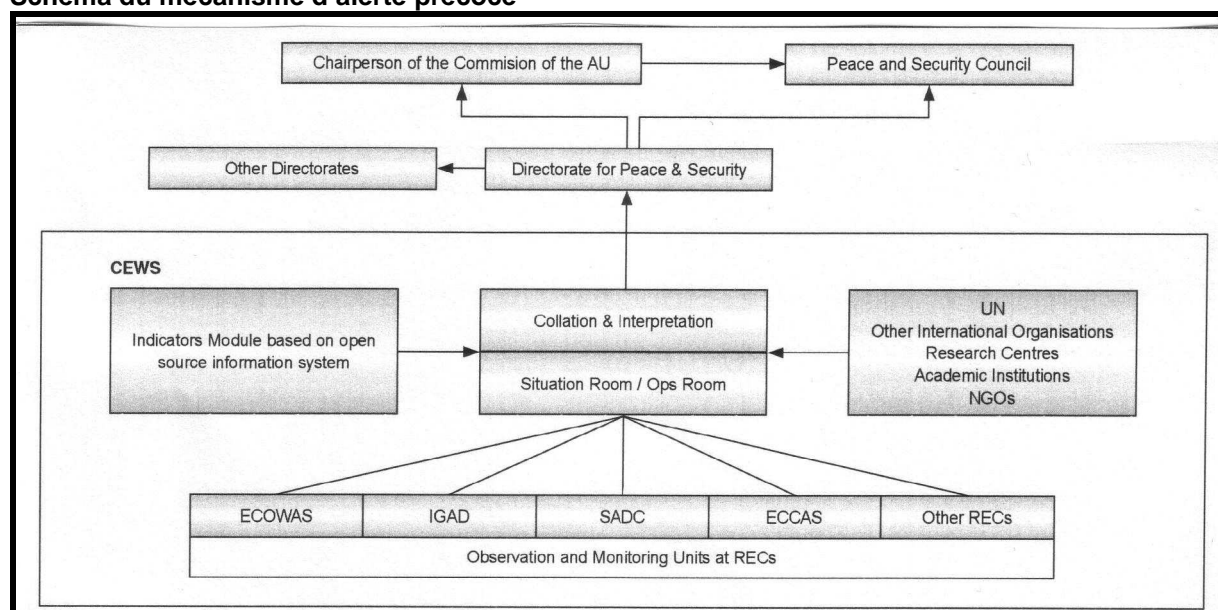 Schéma du mécanisme d'alerte précoce
Chairperson of the Commision of the AU
Peace and Security Council
Other Directorates
Directorate for Peace & Security
CEWS
Indicators Module based on open
source information system
Collation & Interpretation
Situation Room / Ops Room
UN
Other International Organisations
Research Centres
Academic Institutions
NGOs
ECOWAS
IGAD
SADC
ECCAS
Other RECs
Observation and Monitoring Units at RECs